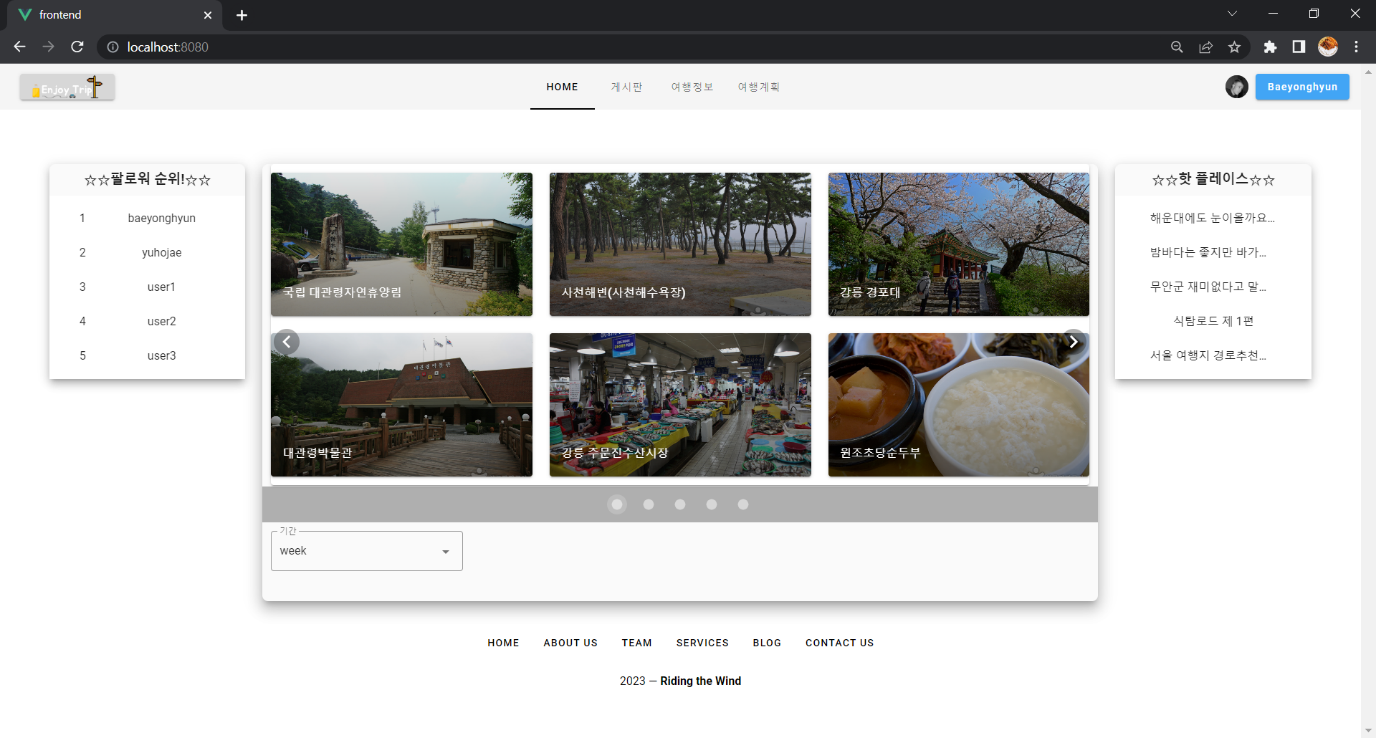 frontend
localhost:8080
Enjoy Trip
HOME 게시판 여행정보 여행계획
Baeyonghyun
☆☆팔로워 순위!☆☆
1 baeyonghyun
2 yuhojae
3 user1
4 user2
5 user3
국립 대관령자연휴양림
사천해변(사천해수욕장)
강릉 경포대
대관령박물관
강릉 주문진수산시장
원조초당순두부
기간
week
☆☆핫 플레이스☆☆
해운대에도 눈이올까요...
밤바다는 좋지만 바가...
무안군 재미없다고 말...
식탐로드 제 1편
서울 여행지 경로추천...
HOME ABOUT US TEAM SERVICES BLOG CONTACT US
2023 — Riding the Wind